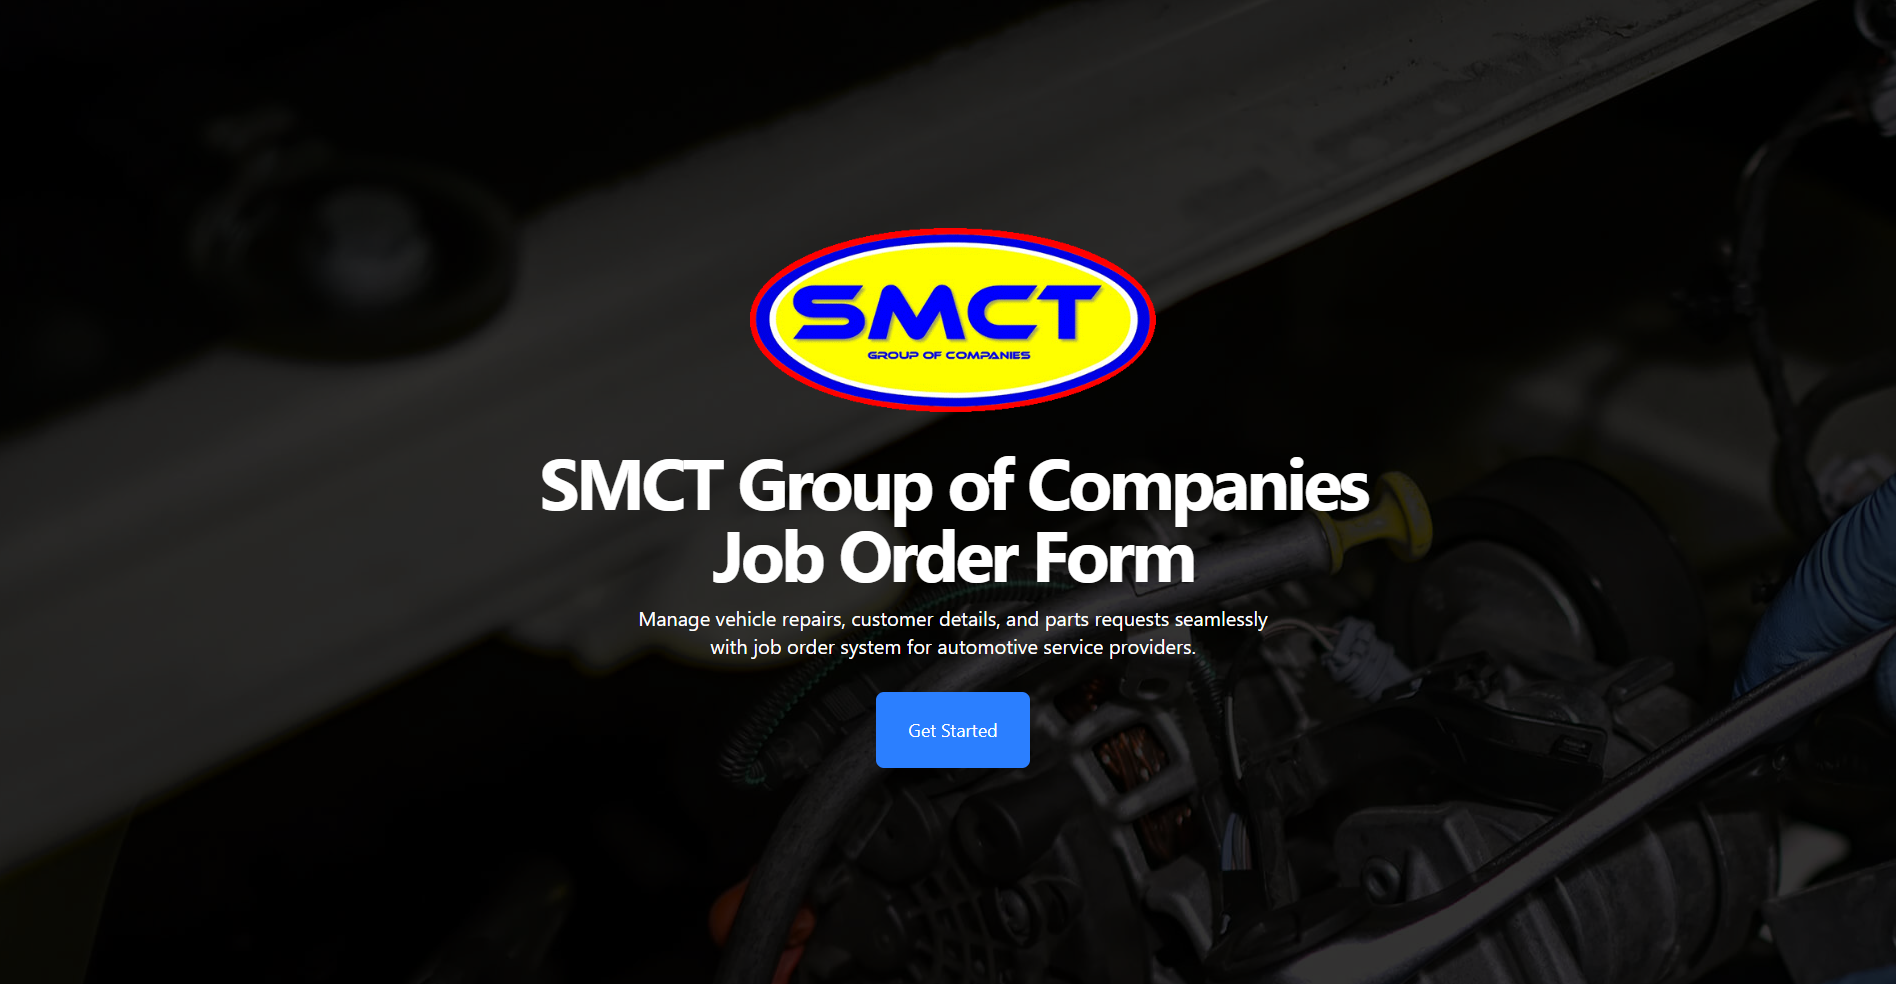 SMCT
GROUP OF COMPANIES
SMCT Group of Companies
Job Order Form
Manage vehicle repairs, customer details, and parts requests seamlessly
with job order system for automotive service providers.
Get Started